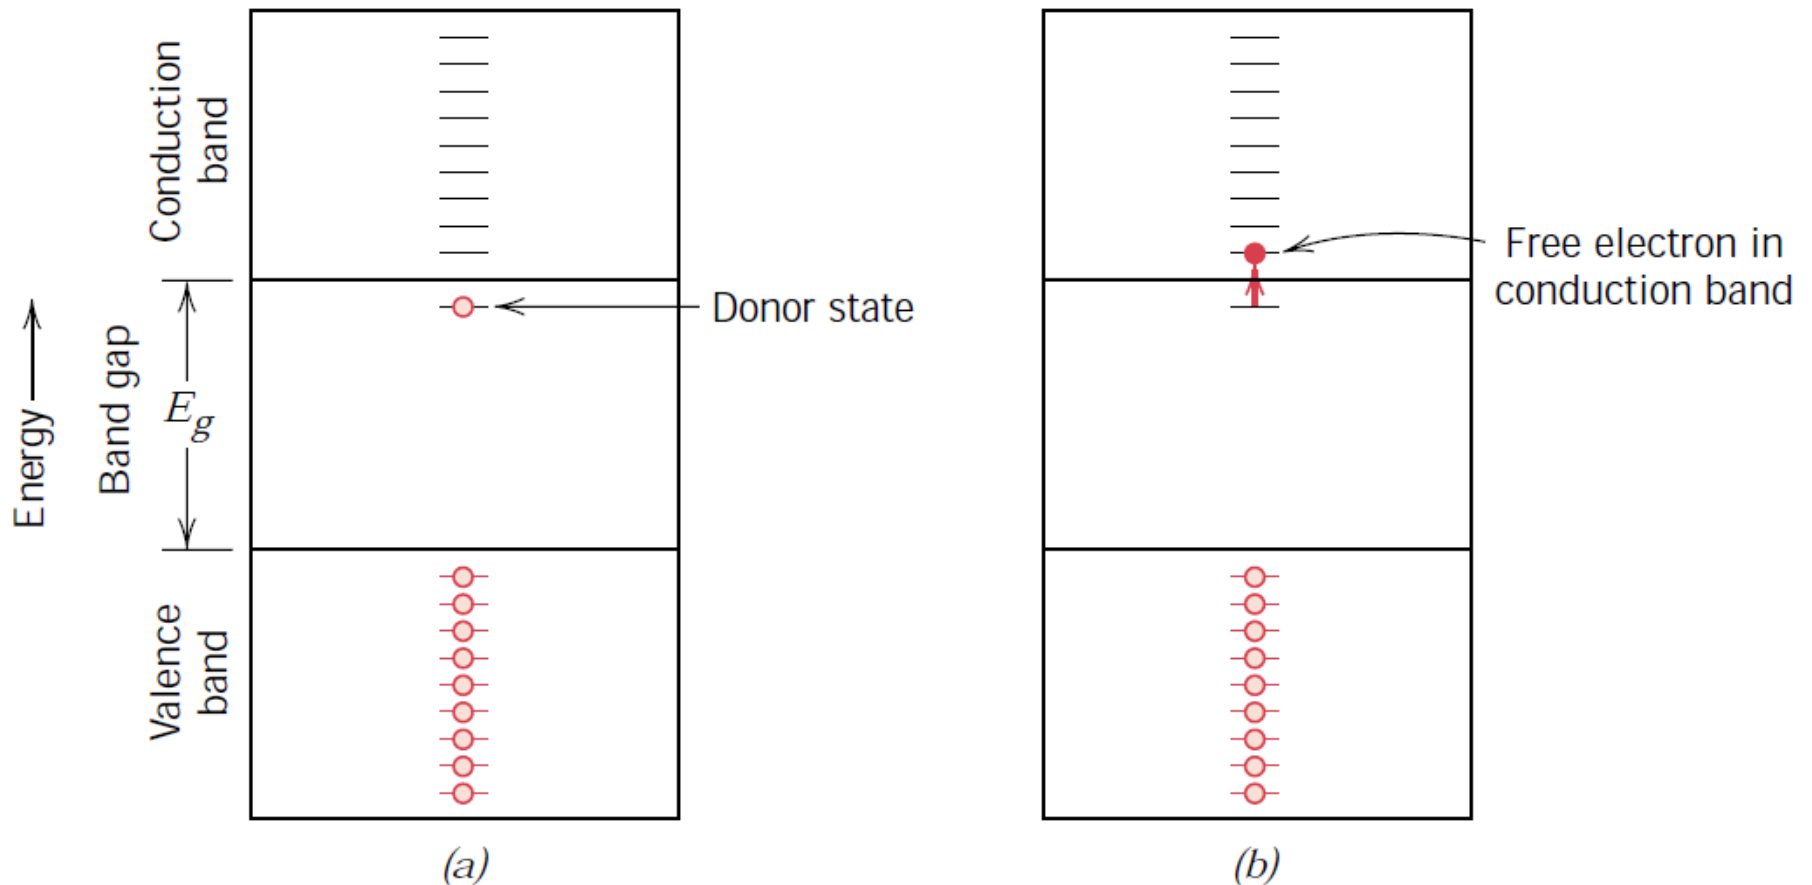 Conduction
band
Energy
Band gap
E_g
Valence
band
Donor state
(a)
Free electron in
conduction band
(b)